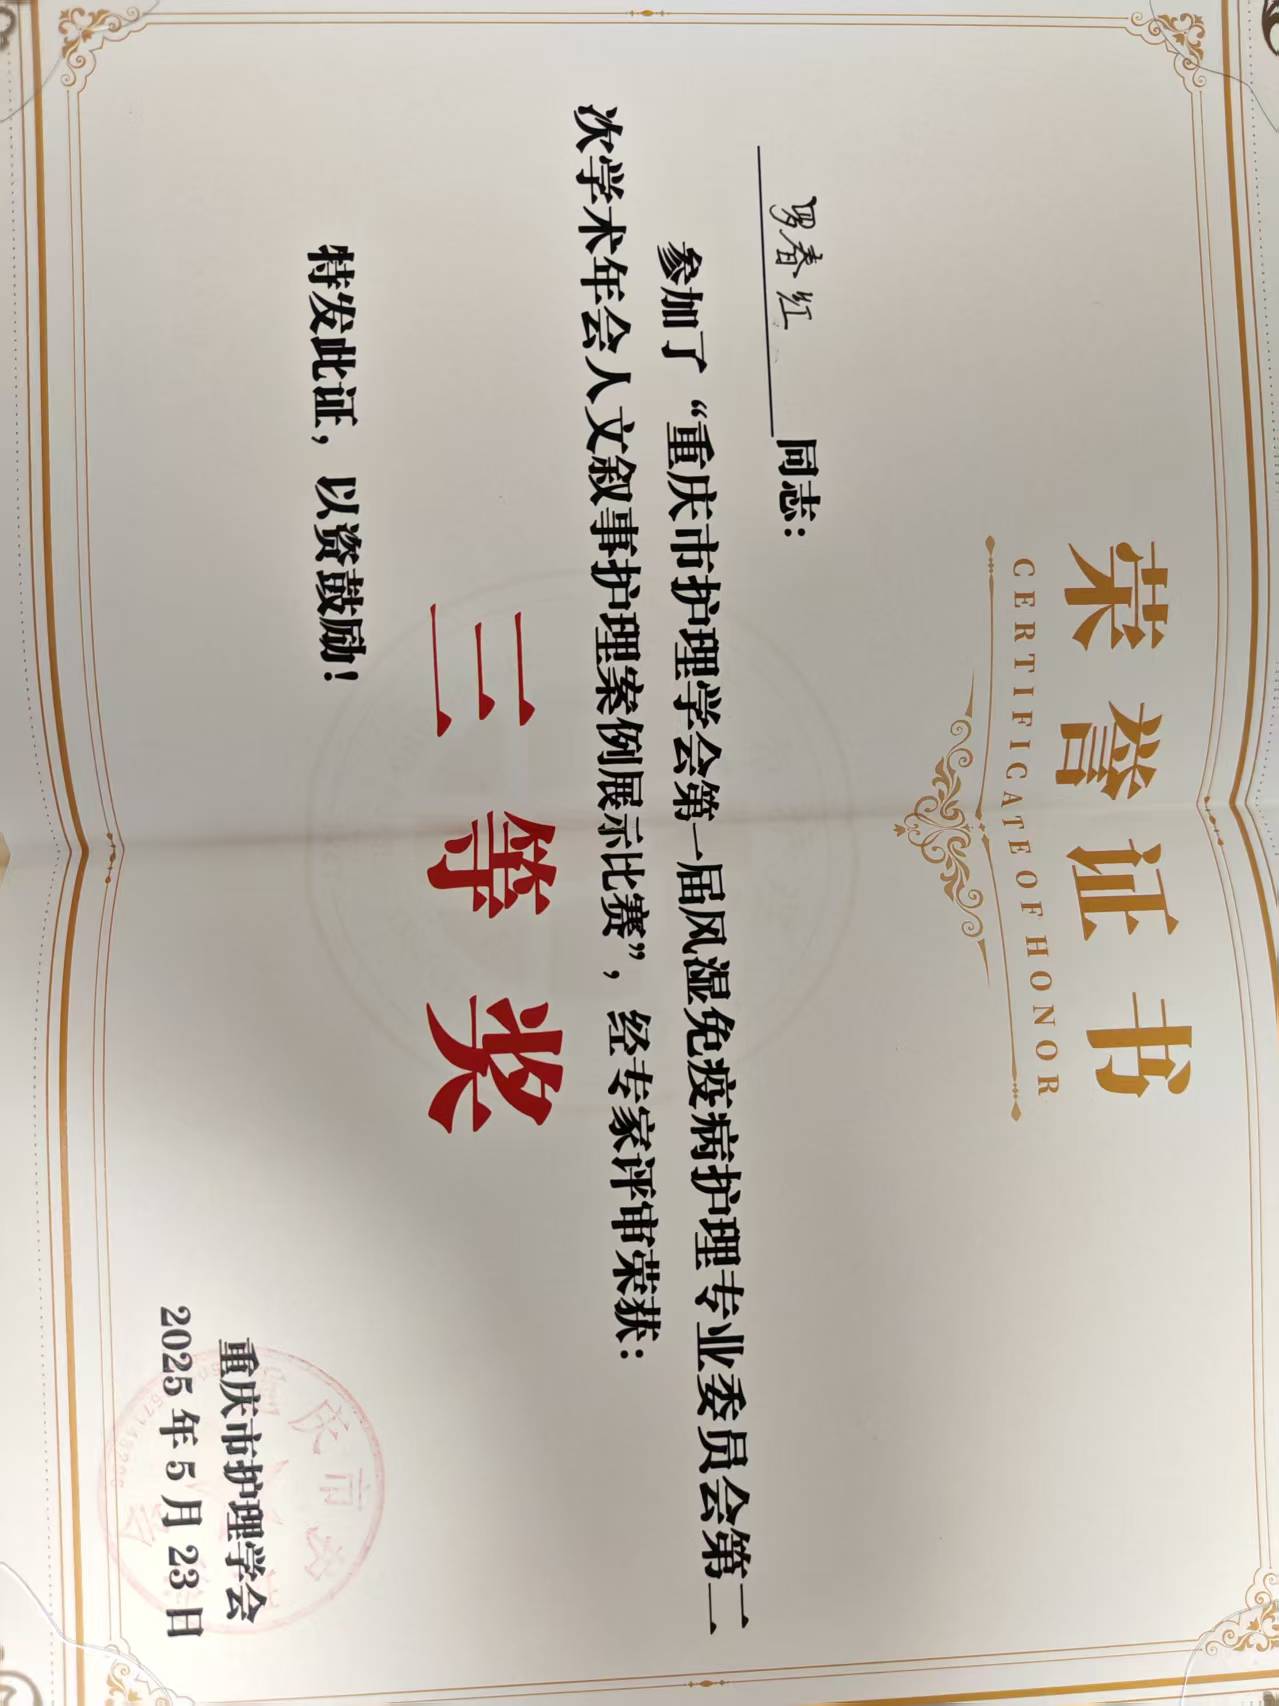 荣誉证书
CERTIFICATE OF HONOR
罗春红 同志：
参加了“重庆市护理学会第一届风湿免疫病护理专业委员会第二
次学术年会人文叙事护理案例展示比赛”，经专家评审荣获：
三等奖
特发此证，以资鼓励！
重庆市护理学会
2025年5月23日